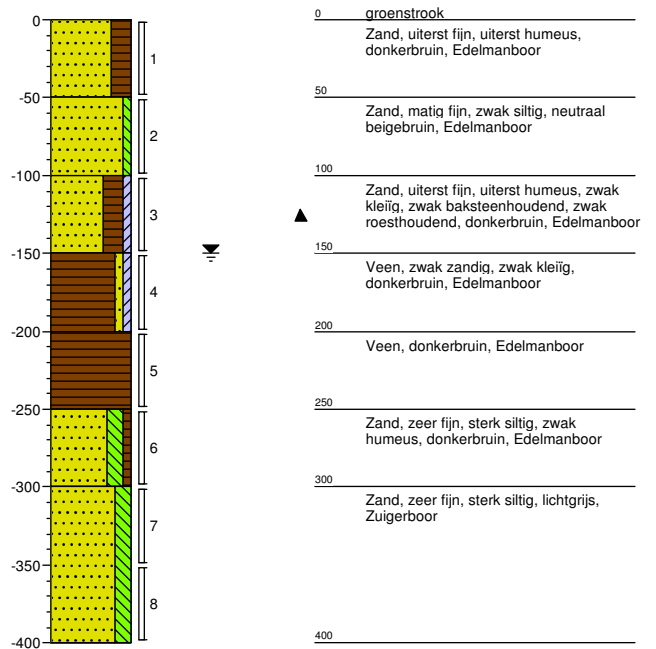 0
-50
-100
-150
-200
-250
-300
-350
-400
1
2
3
4
5
6
7
8
0 groenstrook
Zand, uiterst fijn, uiterst humeus,
donkerbruin, Edelmanboor
50
Zand, matig fijn, zwak siltig, neutraal
beigebruin, Edelmanboor
100
Zand, uiterst fijn, uiterst humeus, zwak
kleiïg, zwak baksteenhoudend, zwak
roesthoudend, donkerbruin, Edelmanboor
150
Veen, zwak zandig, zwak kleiïg,
donkerbruin, Edelmanboor
200
Veen, donkerbruin, Edelmanboor
250
Zand, zeer fijn, sterk siltig, zwak
humeus, donkerbruin, Edelmanboor
300
Zand, zeer fijn, sterk siltig, lichtgrijs,
Zuigerboor
400